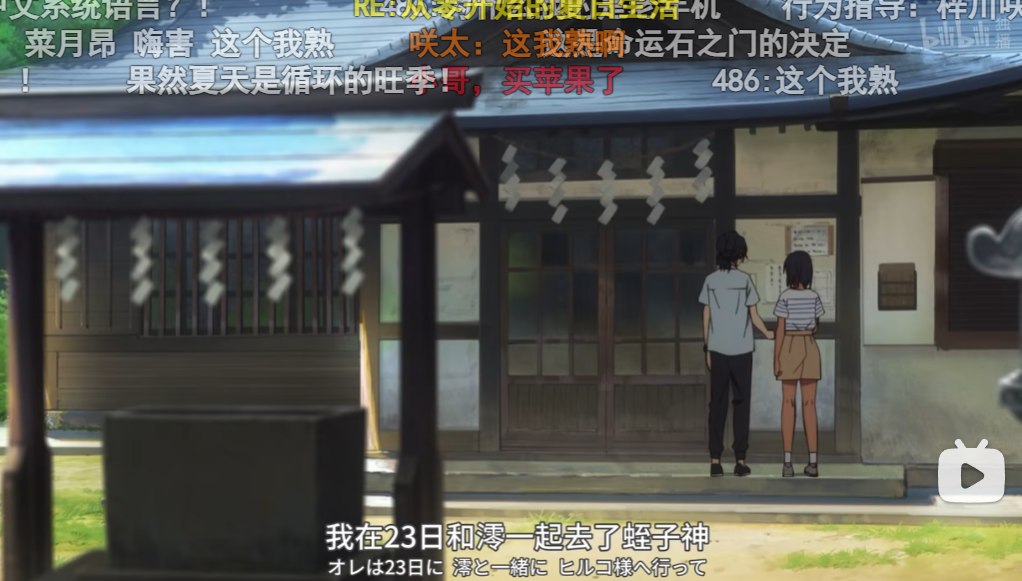 中文系统语言？！ RE:从零开始的夏日生活 手机 行为指导：梓川咲
菜月昂 嗨害 这个我熟 咲太：这我熟啊 命运石之门的决定
！ 果然夏天是循环的旺季！ 哥，买苹果了 486:这个我熟
bilibili
我在23日和澪一起去了蛭子神
オレは23日に 澪と一緒に ヒルコ様へ行って